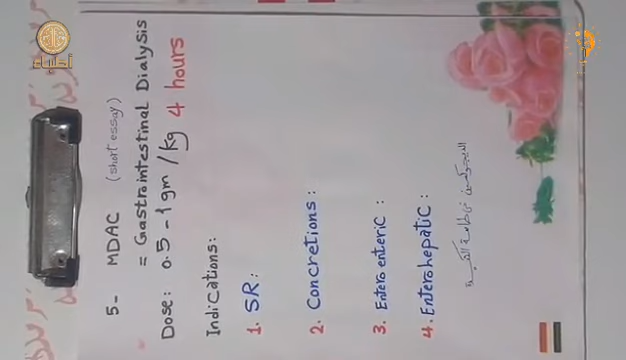 5- MDAC (short essay)
= Gastrointestinal Dialysis
Dose: 0.5 - 1 gm / kg 4 hours
Indications:
1. SR:
2. Concretions:
3. Entero enteric:
4. Enterohepatic:
أطباء